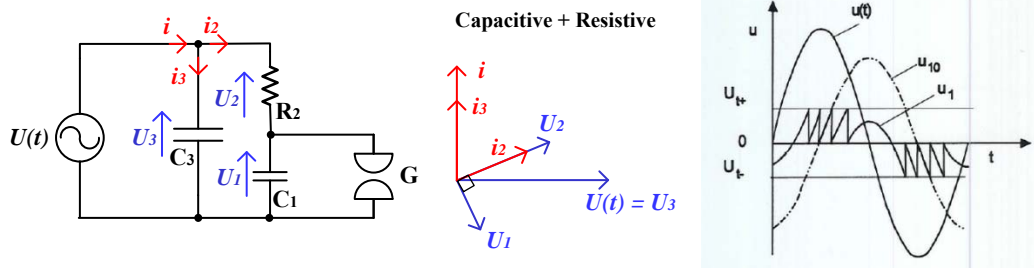 Capacitive + Resistive
i
i2
i3
U2
R2
U(t)
U3
C3
U1
C1
G
i
i3
i2
U2
U(t) = U3
U1
u
u(t)
u10
u1
Ut+
0
Ut-
t